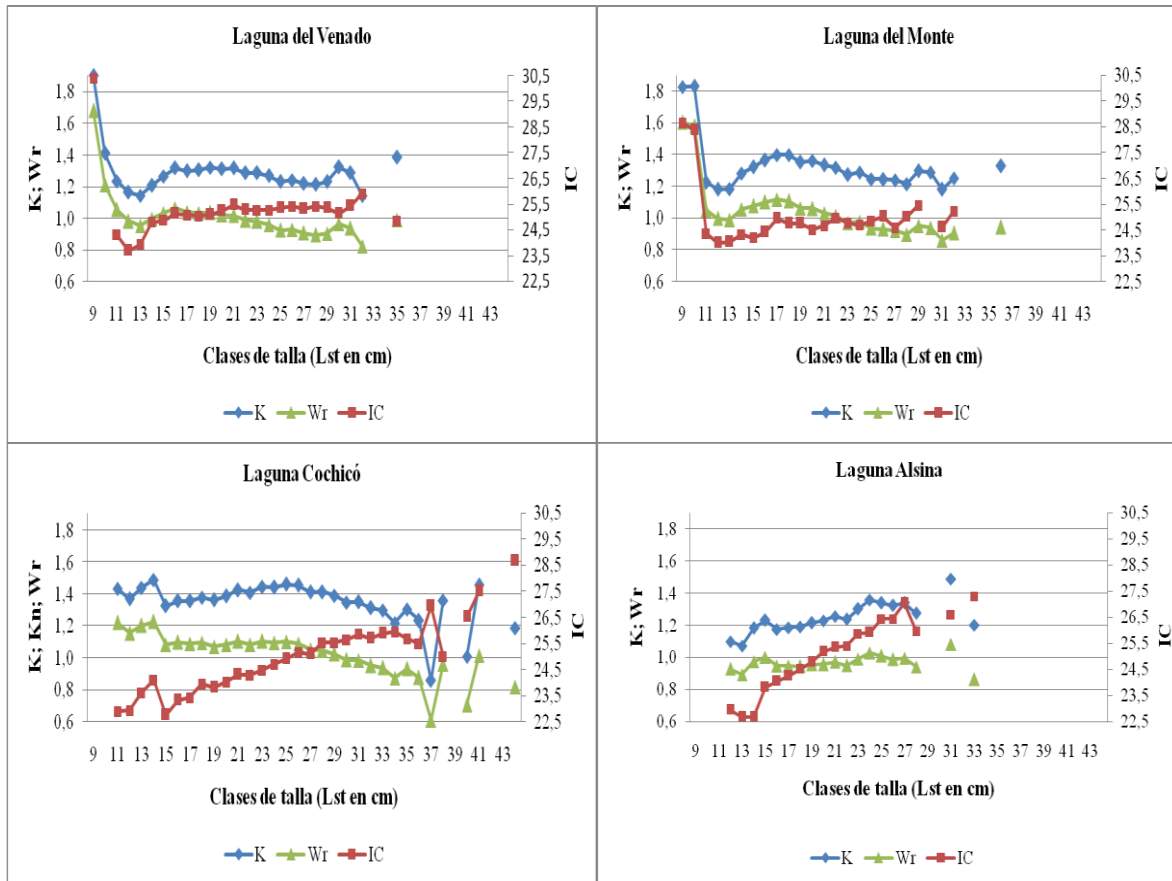 Laguna del Venado
K; Wr
1,8
1,6
1,4
1,2
1,0
0,8
0,6
30,5
29,5
28,5
27,5
26,5
25,5
24,5
23,5
22,5
IC
9 11 13 15 17 19 21 23 25 27 29 31 33 35 37 39 41 43
Clases de talla (Lst en cm)
K Wr IC
Laguna del Monte
K; Wr
1,8
1,6
1,4
1,2
1,0
0,8
0,6
30,5
29,5
28,5
27,5
26,5
25,5
24,5
23,5
22,5
IC
9 11 13 15 17 19 21 23 25 27 29 31 33 35 37 39 41 43
Clases de talla (Lst en cm)
K Wr IC
Laguna Cochicó
K; Kn; Wr
1,8
1,6
1,4
1,2
1,0
0,8
0,6
30,5
29,5
28,5
27,5
26,5
25,5
24,5
23,5
22,5
IC
9 11 13 15 17 19 21 23 25 27 29 31 33 35 37 39 41 43
Clases de talla (Lst en cm)
K Wr IC
Laguna Alsina
K; Wr
1,8
1,6
1,4
1,2
1,0
0,8
0,6
30,5
29,5
28,5
27,5
26,5
25,5
24,5
23,5
22,5
IC
9 11 13 15 17 19 21 23 25 27 29 31 33 35 37 39 41 43
Clases de talla (Lst en cm)
K Wr IC